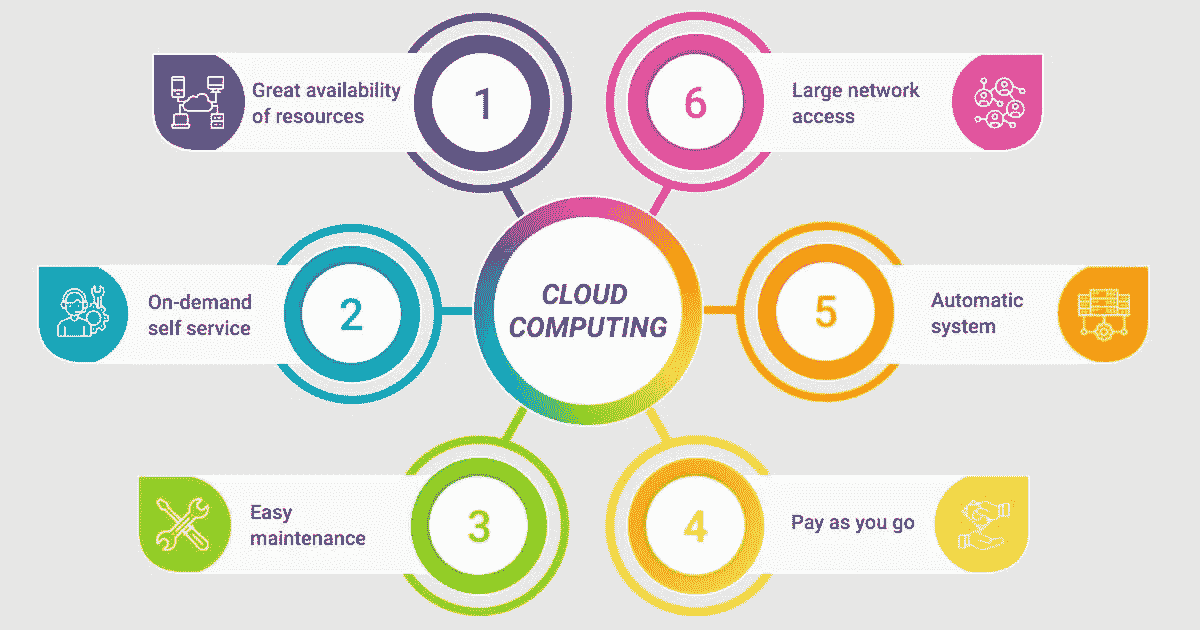 1
Great availability
of resources
2
On-demand
self service
3
Easy
maintenance
CLOUD
COMPUTING
4
Pay as you go
5
Automatic
system
6
Large network
access